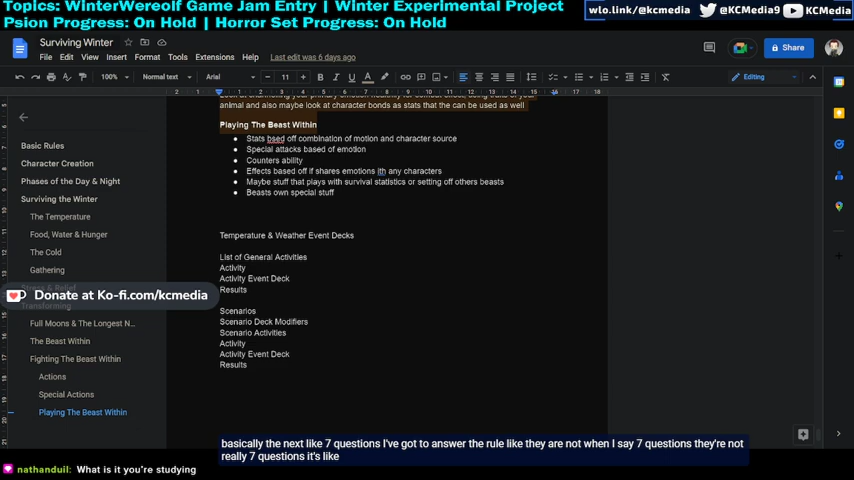 Topics: WinterWereolf Game Jam Entry | Winter Experimental Project
Psion Progress: On Hold | Horror Set Progress: On Hold
wlo.link/@kcmedia
@KCMedia9
KCMedia
Surviving Winter
File Edit View Insert Format Tools Extensions Help Last edit was 6 days ago
Share
100% Normal text Arial 11 Editing
animal and also maybe look at character bonds as stats that the can be used as well
Playing The Beast Within
Stats bsed off combination of motion and character source
Special attacks based of emotion
Counters ability
Effects based off if shares emotions ith any characters
Maybe stuff that plays with survival statistics or setting off others beasts
Beasts own special stuff
Temperature & Weather Event Decks
List of General Activities
Activity
Activity Event Deck
Results
Scenarios
Scenario Deck Modifiers
Scenario Activities
Activity
Activity Event Deck
Results
Basic Rules
Character Creation
Phases of the Day & Night
Surviving the Winter
The Temperature
Food, Water & Hunger
The Cold
Gathering
Donate at Ko-fi.com/kcmedia
Full Moons & The Longest N...
The Beast Within
Fighting The Beast Within
Actions
Special Actions
Playing The Beast Within
basically the next like 7 questions I've got to answer the rule like they are not when I say 7 questions they're not
really 7 questions it's like
nathanduil: What is it you're studying